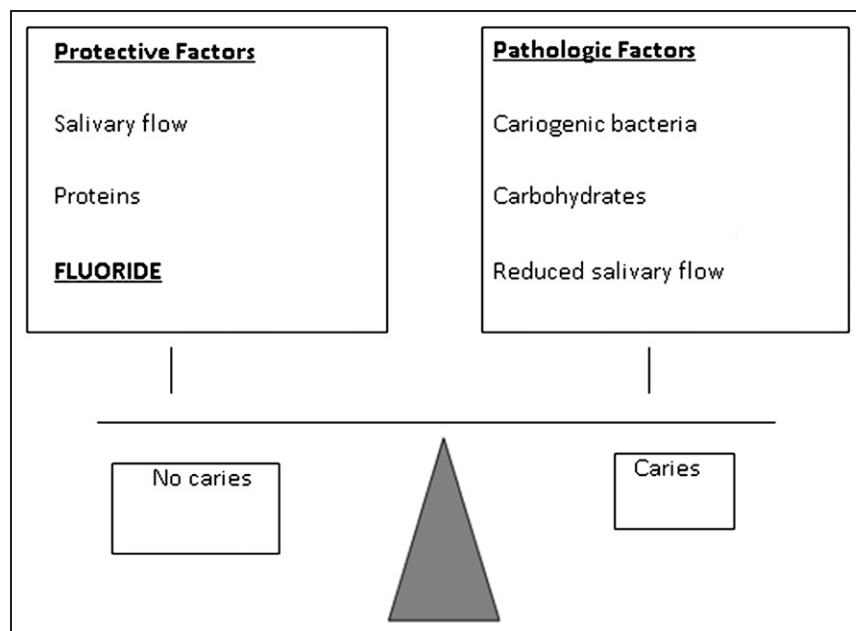 Protective Factors
Salivary flow
Proteins
FLUORIDE
Pathologic Factors
Cariogenic bacteria
Carbohydrates
Reduced salivary flow
No caries
Caries